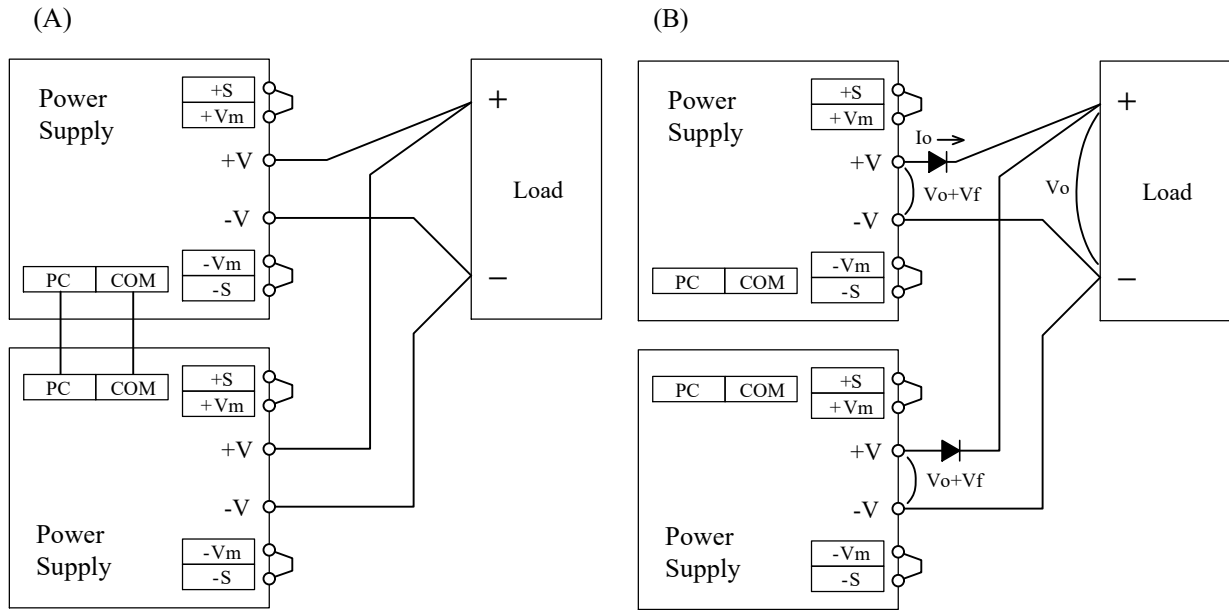 (A)
Power
Supply
+S
+Vm
+V
-V
-Vm
-S
PC
COM
+
Load
−
PC
COM
+S
+Vm
+V
-V
Power
Supply
-Vm
-S
(B)
Power
Supply
+S
+Vm
Io
+V
Vo+Vf
-V
-Vm
-S
PC
COM
+
Vo
Load
−
PC
COM
+S
+Vm
+V
Vo+Vf
-V
Power
Supply
-Vm
-S